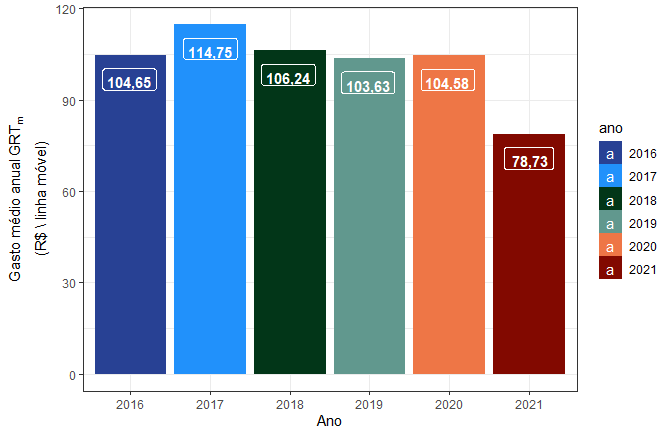 Gasto médio anual GRTm
(R$ \ linha móvel)
120
90
60
30
0
104,65
114,75
106,24
103,63
104,58
78,73
2016
2017
2018
2019
2020
2021
Ano
ano
a 2016
a 2017
a 2018
a 2019
a 2020
a 2021